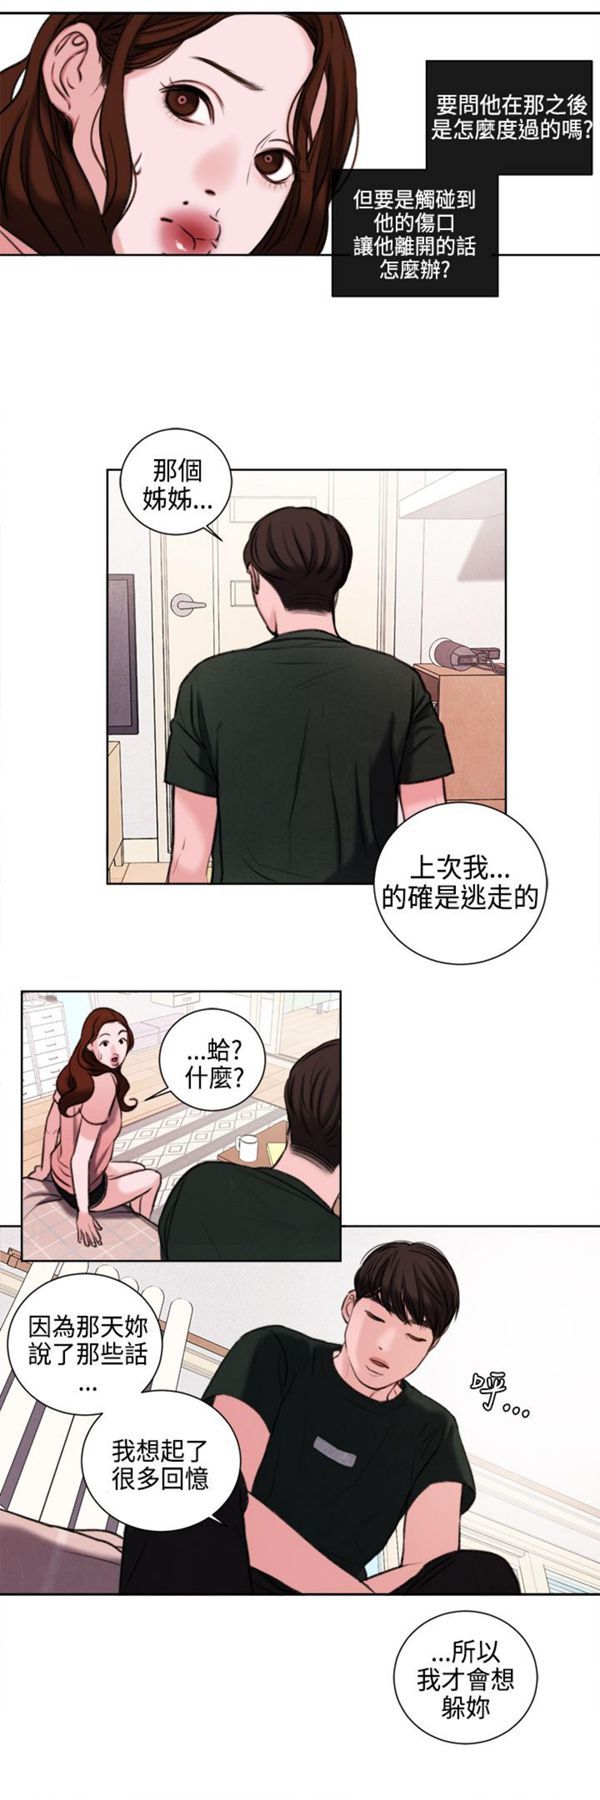 要問他在那之後
是怎麼度過的嗎?
但要是觸碰到
他的傷口
讓他離開的話
怎麼辦?
那個
姊姊...
上次我...
的確是逃走的
...蛤?
什麼?
因為那天妳
說了那些話
...
我想起了
很多回憶
呼...
...所以
我才會想
躲妳